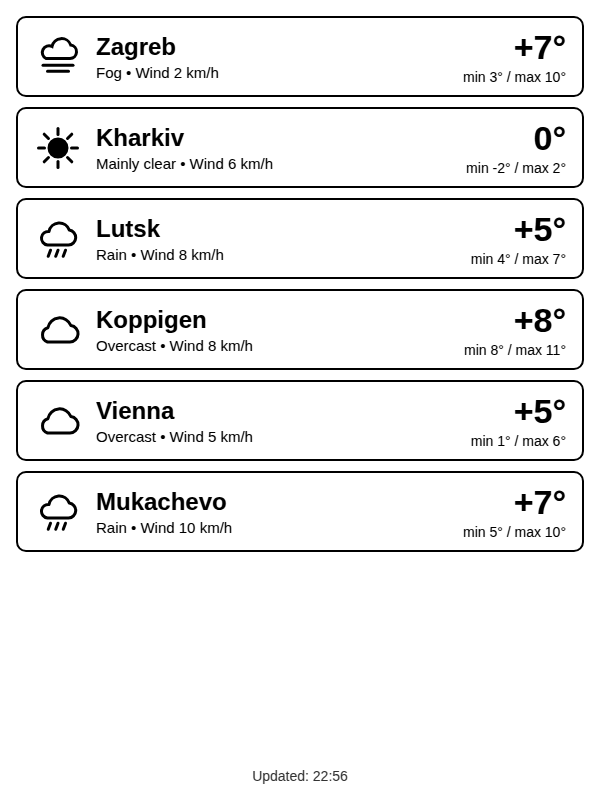 Zagreb
+7°
Fog • Wind 2 km/h
min 3° / max 10°
Kharkiv
0°
Mainly clear • Wind 6 km/h
min -2° / max 2°
Lutsk
+5°
Rain • Wind 8 km/h
min 4° / max 7°
Koppigen
+8°
Overcast • Wind 8 km/h
min 8° / max 11°
Vienna
+5°
Overcast • Wind 5 km/h
min 1° / max 6°
Mukachevo
+7°
Rain • Wind 10 km/h
min 5° / max 10°
Updated: 22:56